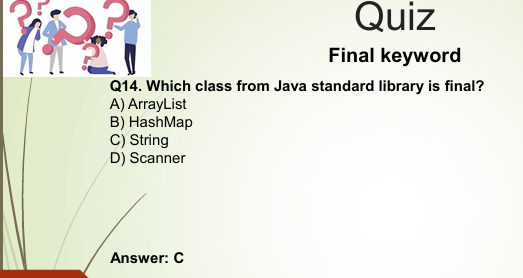 Quiz
Final keyword
Q14. Which class from Java standard library is final?
A) ArrayList
B) HashMap
C) String
D) Scanner
Answer: C